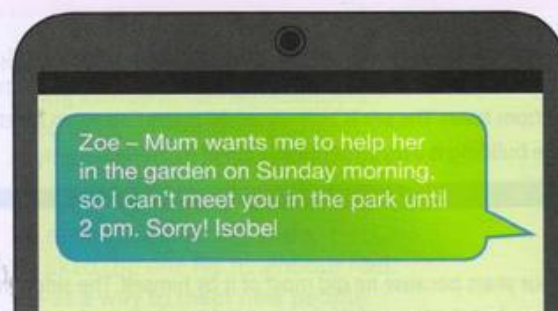 Zoe – Mum wants me to help her
in the garden on Sunday morning,
so I can't meet you in the park until
2 pm. Sorry! Isobel